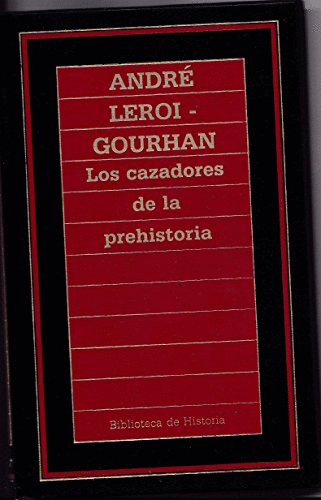 ANDRÉ
LEROI -
GOURHAN
Los cazadores
de la
prehistoria
Biblioteca de Historia